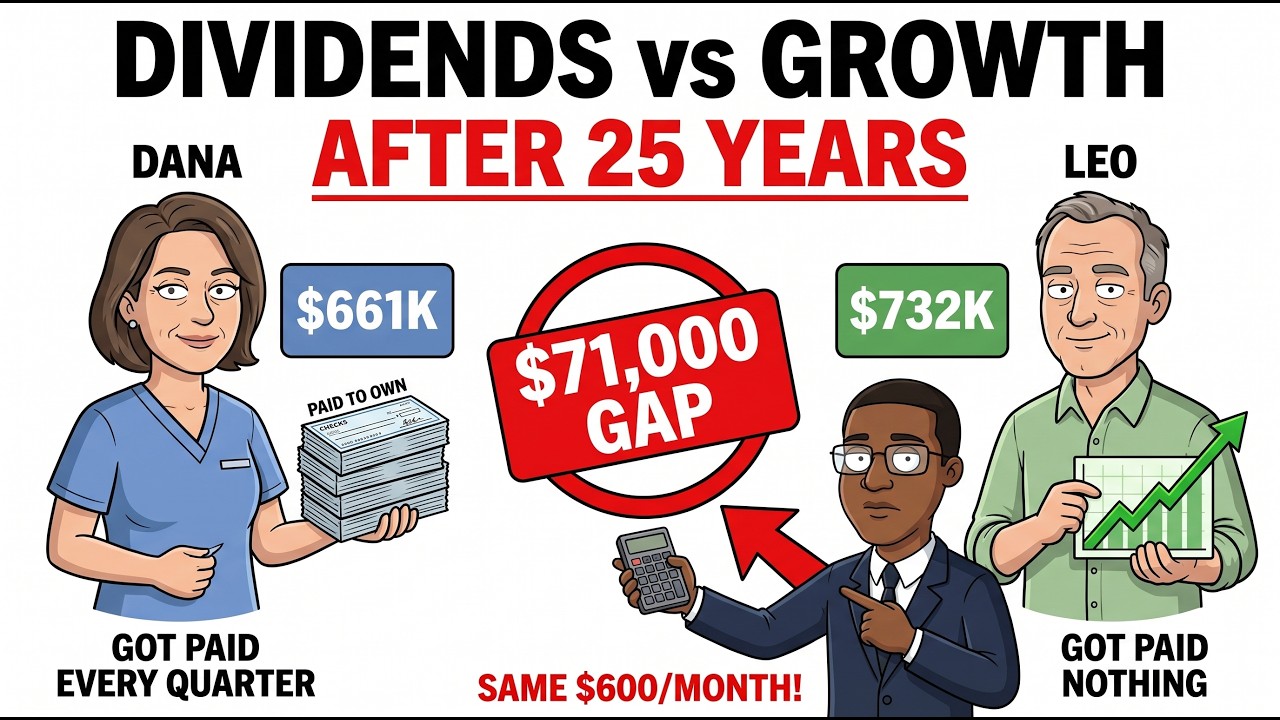 DIVIDENDS vs GROWTH
AFTER 25 YEARS
DANA
LEO
$661K
$732K
$71,000
GAP
PAID TO OWN
CHECKS
GOT PAID
EVERY QUARTER
SAME $600/MONTH!
GOT PAID
NOTHING